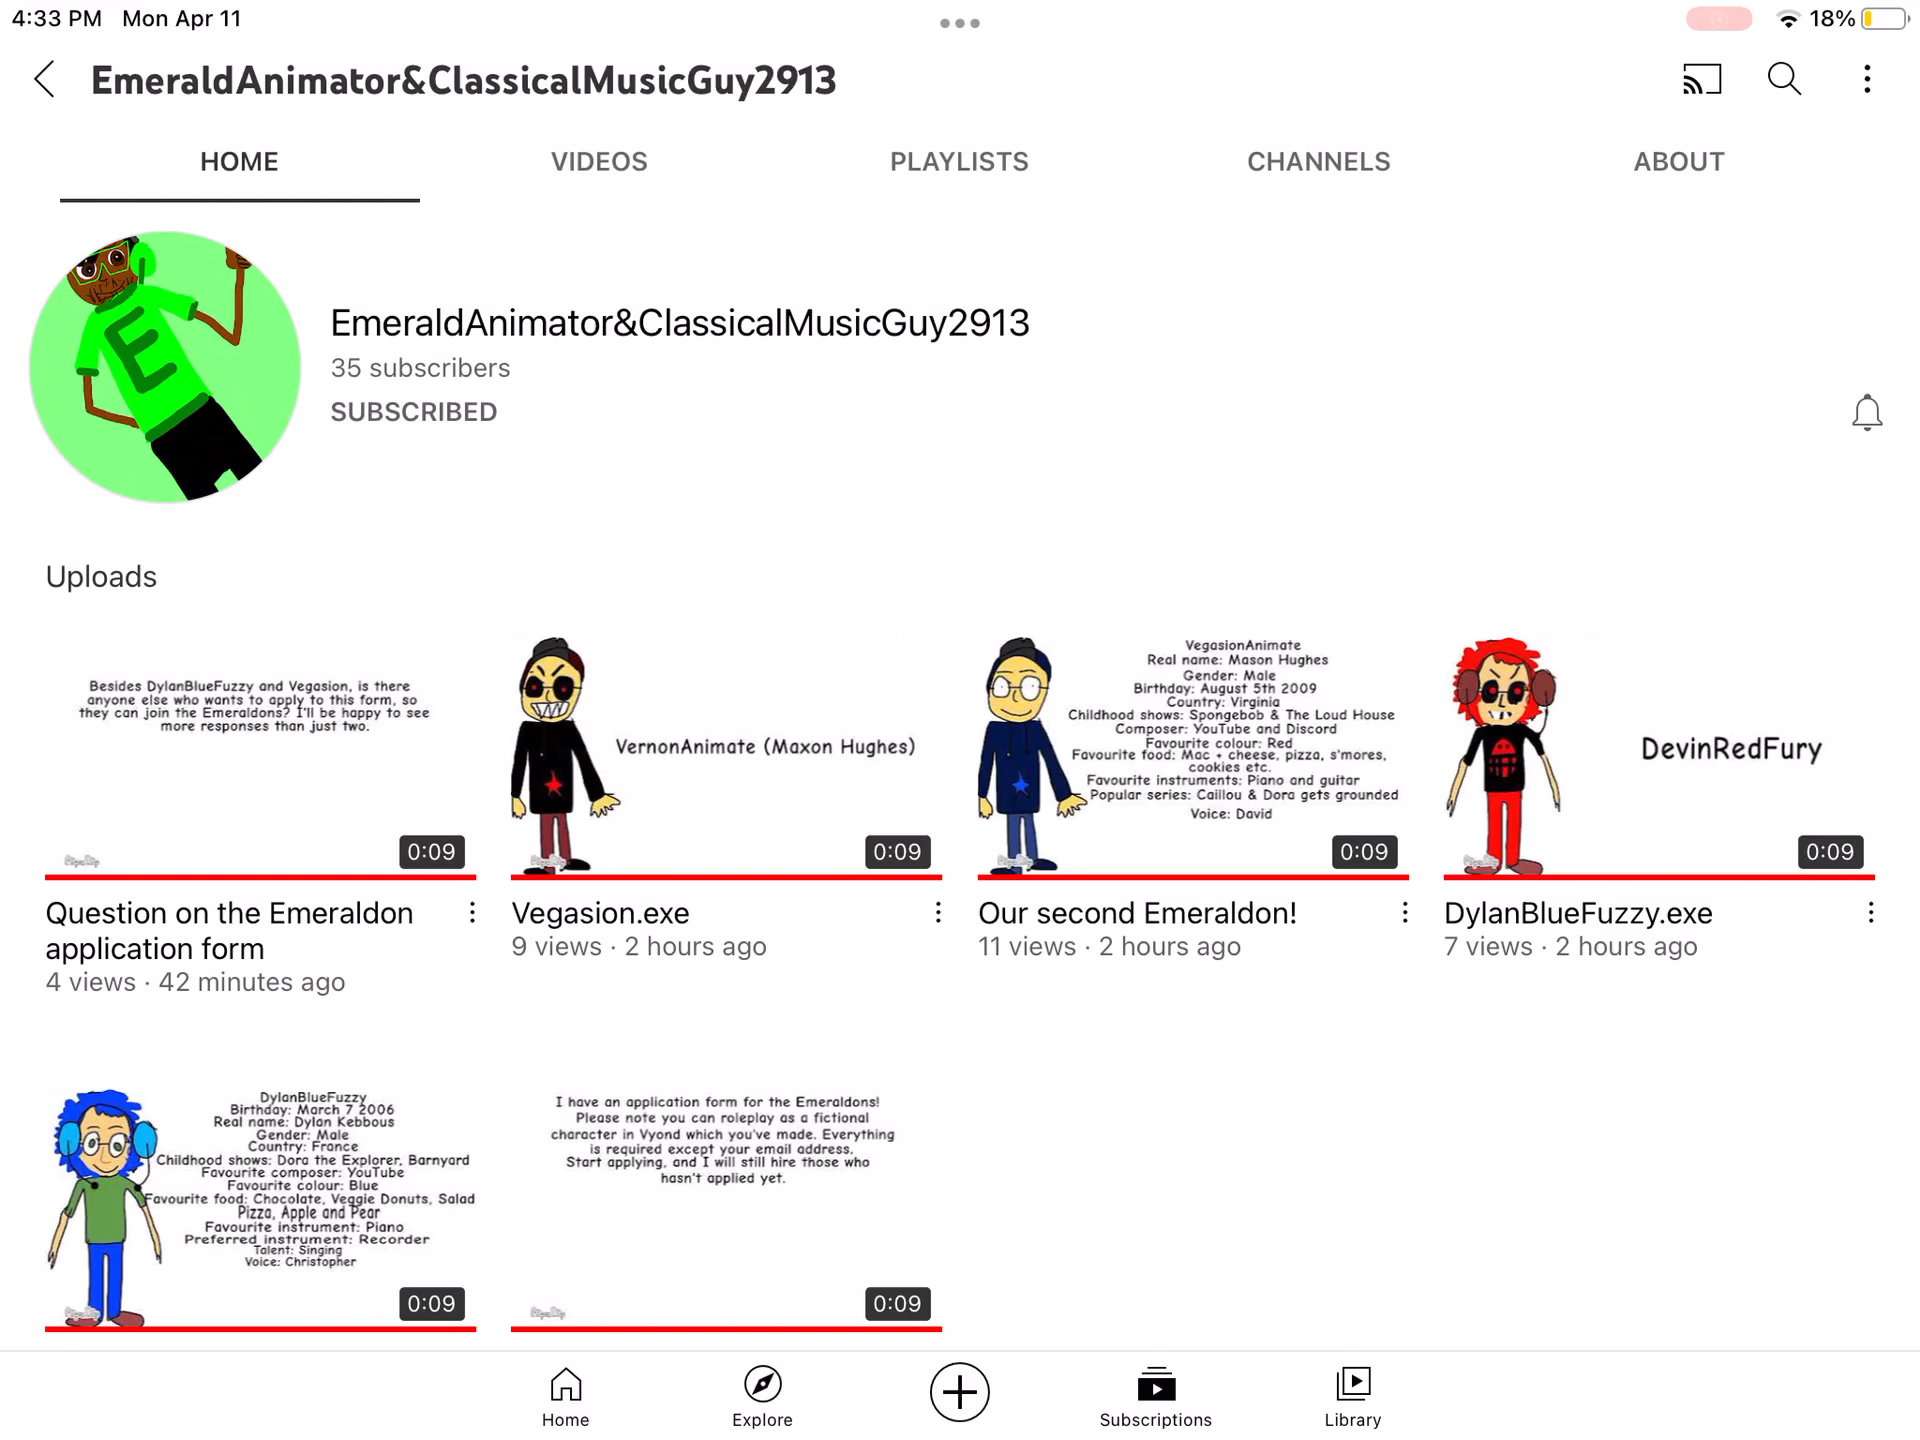 4:33 PM Mon Apr 11
18%
EmeraldAnimator&ClassicalMusicGuy2913
HOME VIDEOS PLAYLISTS CHANNELS ABOUT
E
EmeraldAnimator&ClassicalMusicGuy2913
35 subscribers
SUBSCRIBED
Uploads
Besides DylanBlueFuzzy and Vegasion, is there
anyone else who wants to apply to this form, so
they can join the Emeraldons? I'll be happy to see
more responses than just two.
FlipaClip
0:09
Question on the Emeraldon
application form
4 views · 42 minutes ago
VernonAnimate (Maxon Hughes)
FlipaClip
0:09
Vegasion.exe
9 views · 2 hours ago
VegasionAnimate
Real name: Mason Hughes
Gender: Male
Birthday: August 5th 2009
Country: Virginia
Childhood shows: Spongebob & The Loud House
Composer: YouTube and Discord
Favourite colour: Red
Favourite food: Mac + cheese, pizza, s'mores,
cookies etc.
Favourite instruments: Piano and guitar
Popular series: Caillou & Dora gets grounded
Voice: David
FlipaClip
0:09
Our second Emeraldon!
11 views · 2 hours ago
DevinRedFury
FlipaClip
0:09
DylanBlueFuzzy.exe
7 views · 2 hours ago
DylanBlueFuzzy
Birthday: March 7 2006
Real name: Dylan Kebbous
Gender: Male
Country: France
Childhood shows: Dora the Explorer, Barnyard
Favourite composer: YouTube
Favourite colour: Blue
Favourite food: Chocolate, Veggie Donuts, Salad
Pizza, Apple and Pear
Favourite instrument: Piano
Preferred instrument: Recorder
Talent: Singing
Voice: Christopher
FlipaClip
0:09
I have an application form for the Emeraldons!
Please note you can roleplay as a fictional
character in Vyond which you've made. Everything
is required except your email address.
Start applying, and I will still hire those who
hasn't applied yet.
FlipaClip
0:09
Home Explore Subscriptions Library